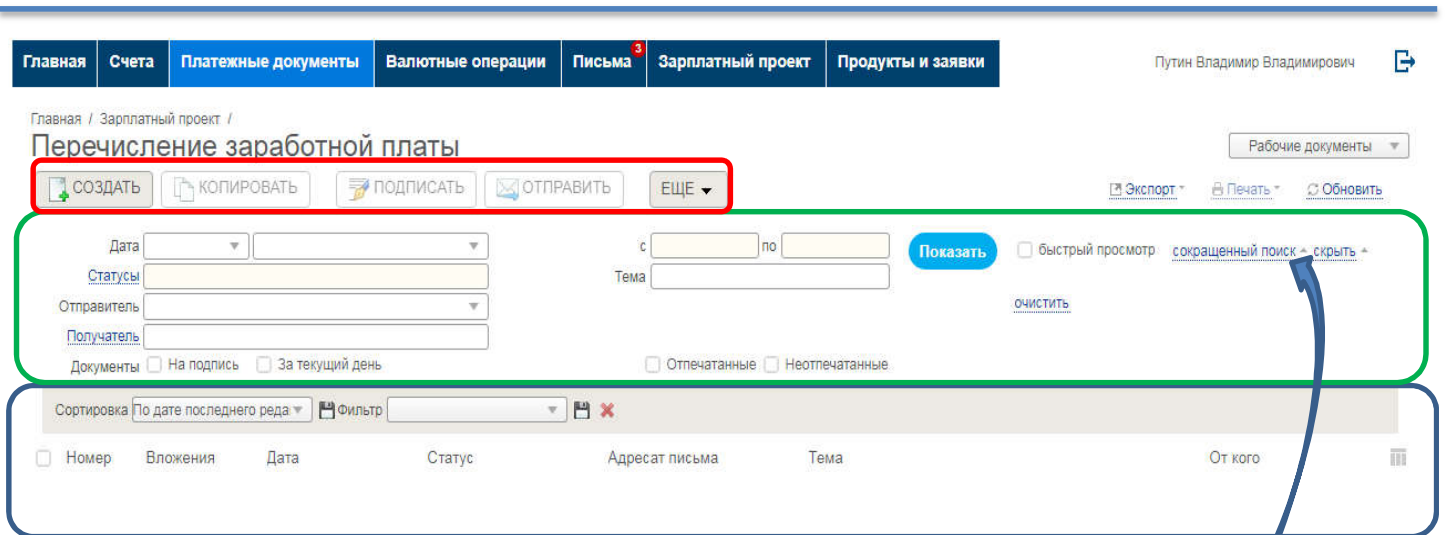 Главная Счета Платежные документы Валютные операции Письма 3 Зарплатный проект Продукты и заявки Путин Владимир Владимирович
Главная / Зарплатный проект /
Перечисление заработной платы Рабочие документы
СОЗДАТЬ КОПИРОВАТЬ ПОДПИСАТЬ ОТПРАВИТЬ ЕЩЕ Экспорт Печать Обновить
Дата с по Показать быстрый просмотр сокращенный поиск скрыть
Статусы Тема
Отправитель очистить
Получатель
Документы На подпись За текущий день Отпечатанные Неотпечатанные
Сортировка По дате последнего реда Фильтр
Номер Вложения Дата Статус Адресат письма Тема От кого